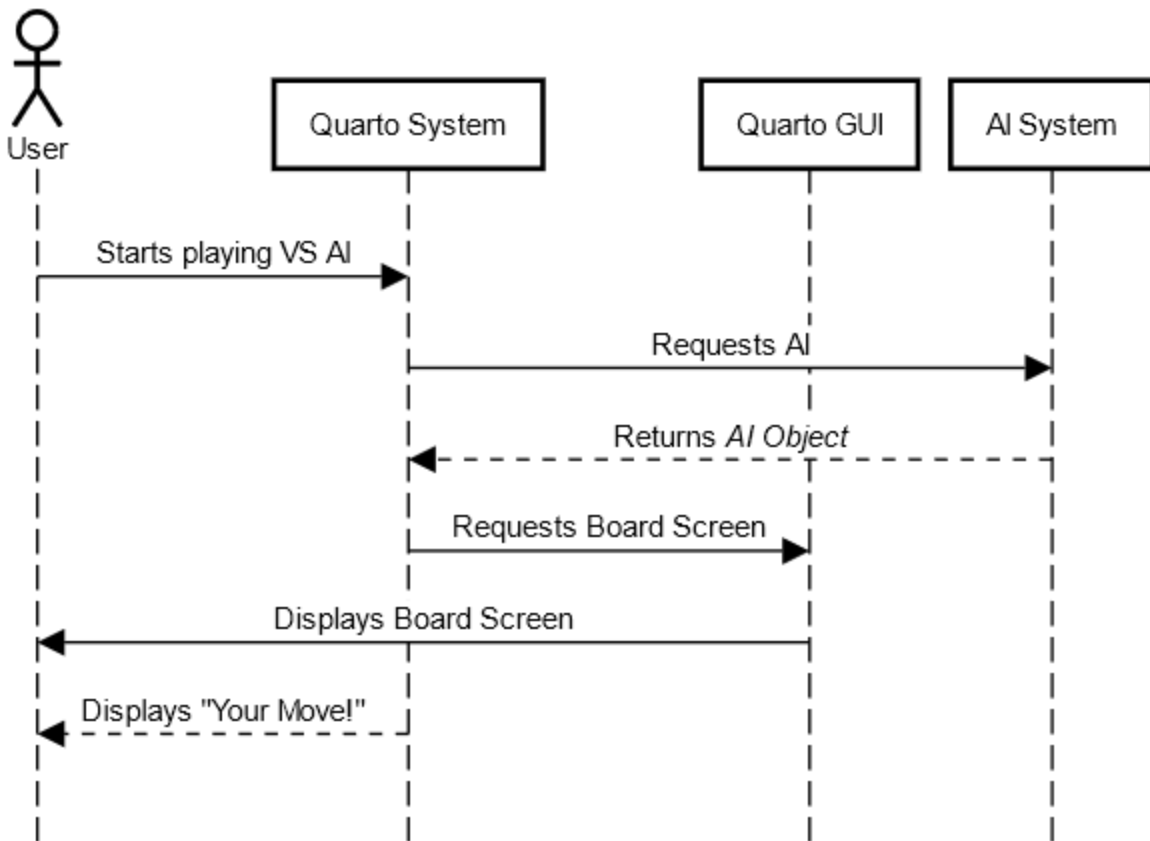 User
Quarto System
Quarto GUI
AI System
Starts playing VS AI
Requests AI
Returns AI Object
Requests Board Screen
Displays Board Screen
Displays "Your Move!"